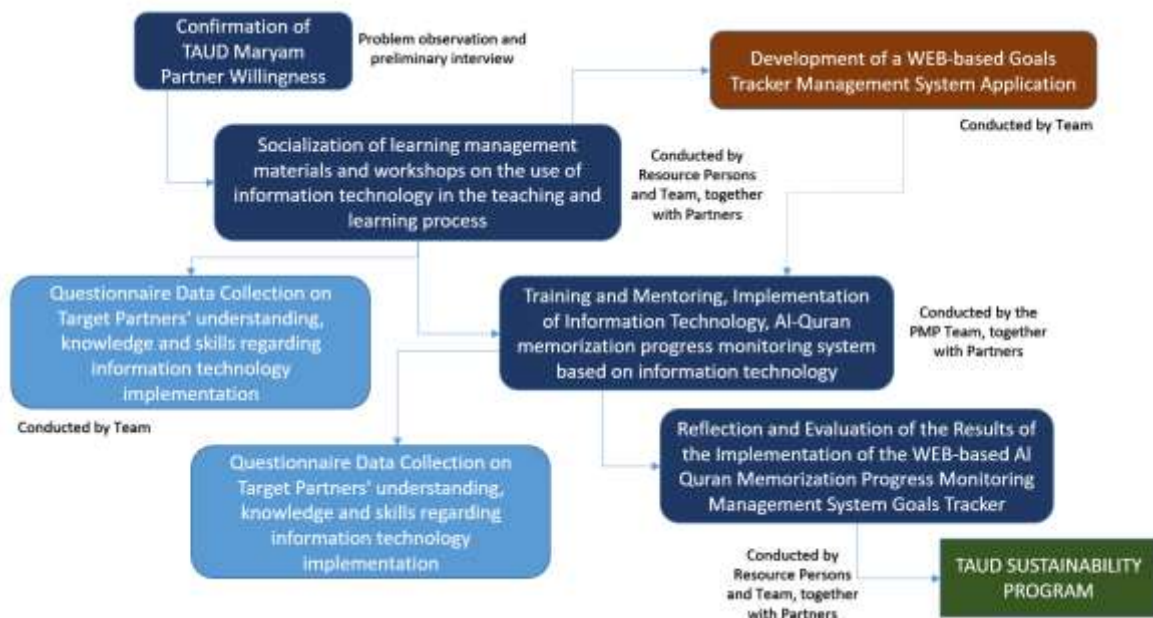 Confirmation of
TAUD Maryam
Partner Willingness
Problem observation and
preliminary interview
Development of a WEB-based Goals
Tracker Management System Application
Conducted by Team
Socialization of learning management
materials and workshops on the use of
information technology in the teaching and
learning process
Conducted by
Resource Persons
and Team, together
with Partners
Questionnaire Data Collection on
Target Partners' understanding,
knowledge and skills regarding
information technology
implementation
Conducted by Team
Training and Mentoring, Implementation
of Information Technology, Al-Quran
memorization progress monitoring system
based on information technology
Conducted by the
PMP Team, together
with Partners
Questionnaire Data Collection on
Target Partners' understanding,
knowledge and skills regarding
information technology
implementation
Reflection and Evaluation of the Results of
the Implementation of the WEB-based Al
Quran Memorization Progress Monitoring
Management System Goals Tracker
Conducted by
Resource Persons
and Team, together
with Partners
TAUD SUSTAINABILITY
PROGRAM